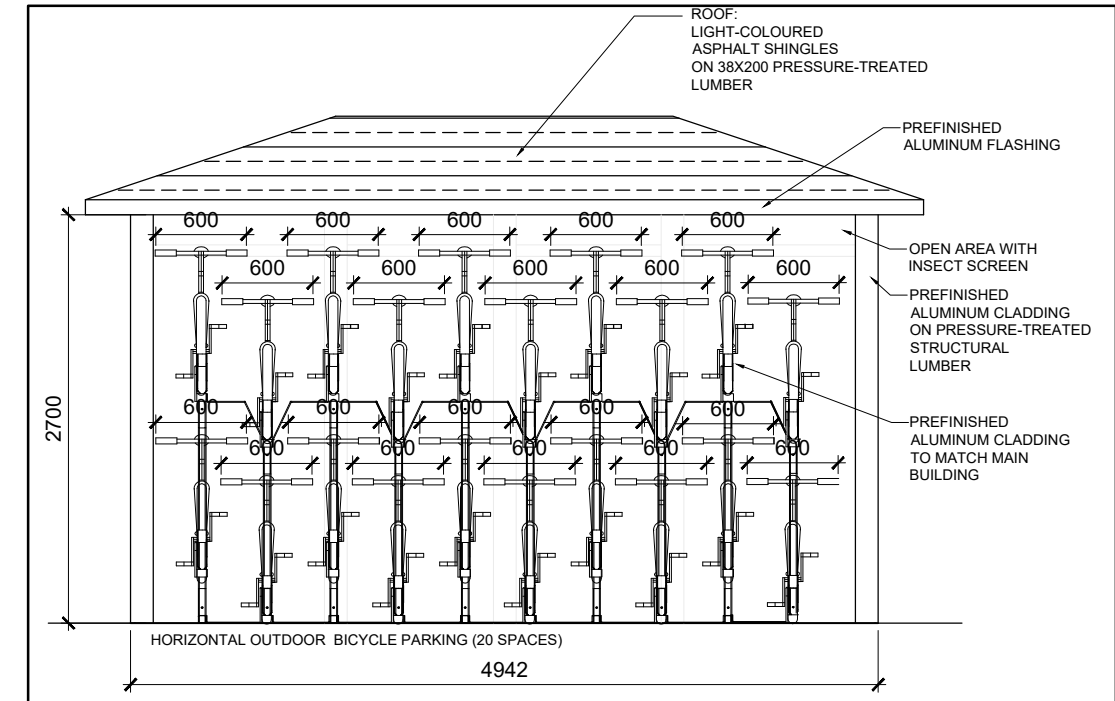 ROOF:
LIGHT-COLOURED
ASPHALT SHINGLES
ON 38X200 PRESSURE-TREATED
LUMBER
PREFINISHED
ALUMINUM FLASHING
600 600 600 600 600
OPEN AREA WITH
INSECT SCREEN
600 600 600 600 600
PREFINISHED
ALUMINUM CLADDING
ON PRESSURE-TREATED
STRUCTURAL
LUMBER
2700
600 600 600 600 600
PREFINISHED
ALUMINUM CLADDING
TO MATCH MAIN
BUILDING
600 600 600 600 600
HORIZONTAL OUTDOOR BICYCLE PARKING (20 SPACES)
4942